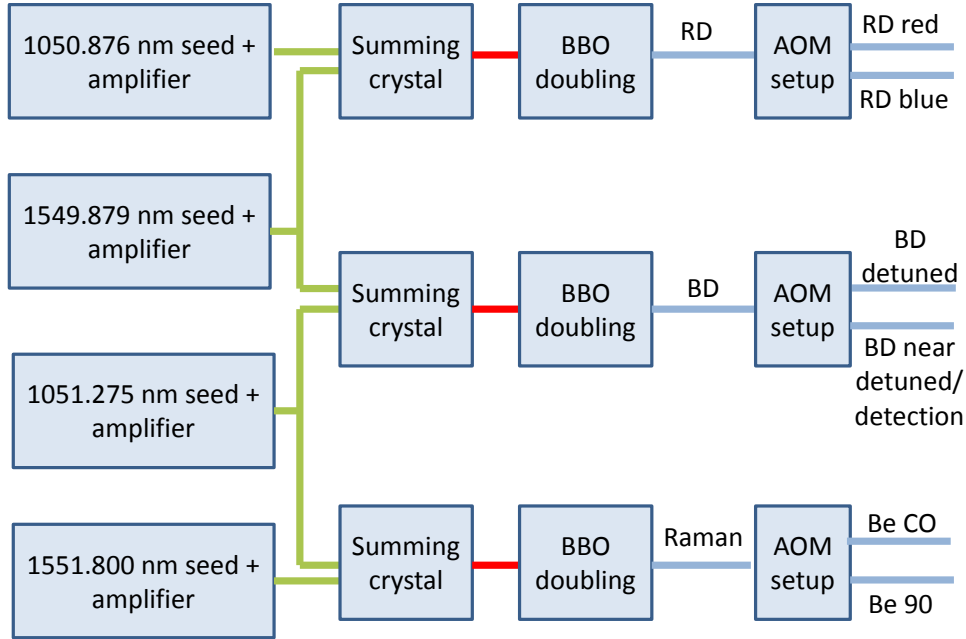 1050.876 nm seed +
amplifier
Summing
crystal
BBO
doubling
RD
AOM
setup
RD red
RD blue
1549.879 nm seed +
amplifier
Summing
crystal
BBO
doubling
BD
AOM
setup
BD
detuned
BD near
detuned/
detection
1051.275 nm seed +
amplifier
1551.800 nm seed +
amplifier
Summing
crystal
BBO
doubling
Raman
AOM
setup
Be CO
Be 90